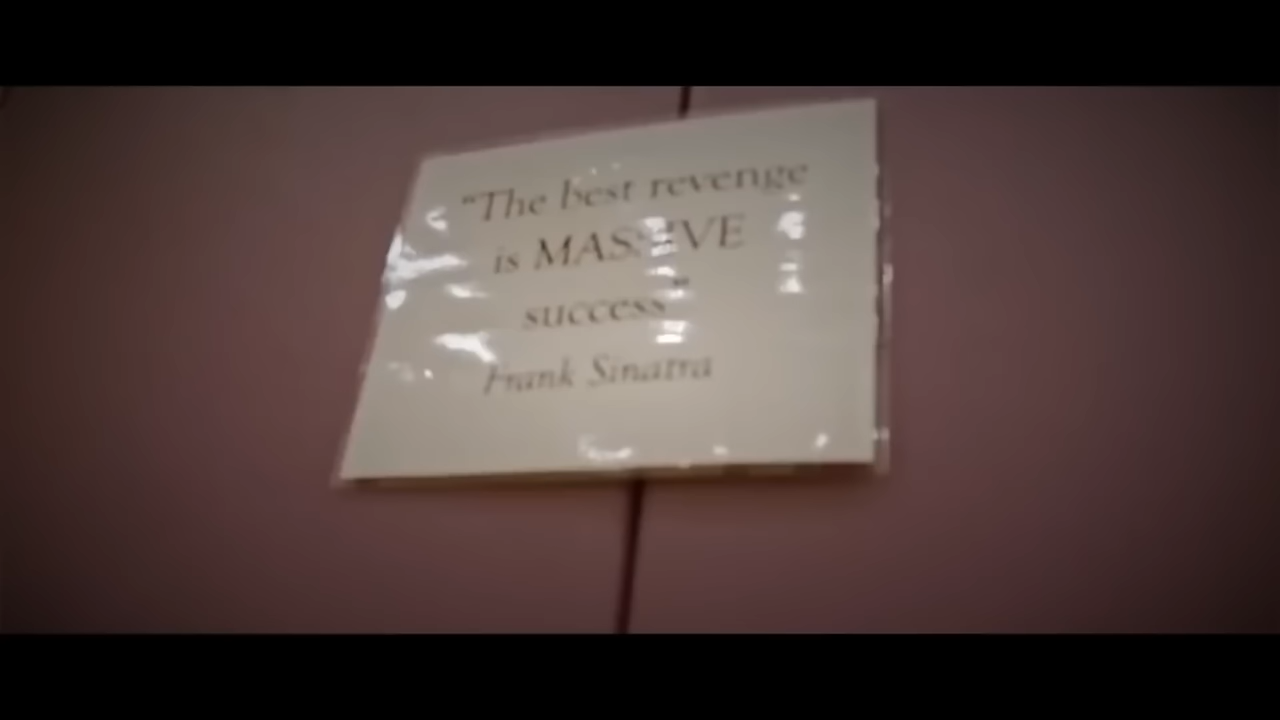 “The best revenge
is MASSIVE
success”
Frank Sinatra